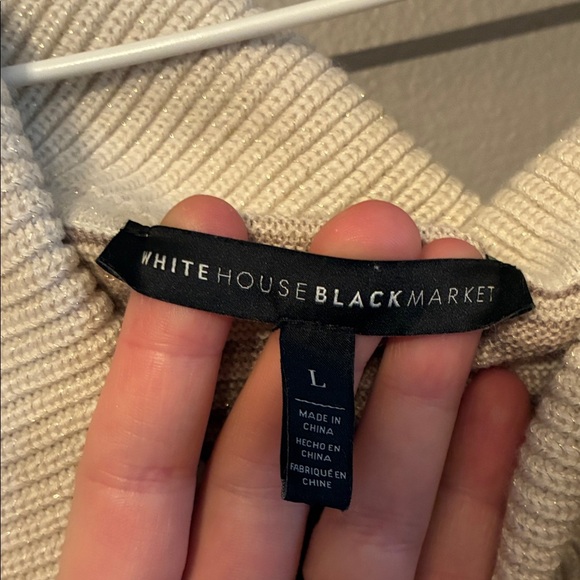 WHITE HOUSE BLACK MARKET
L
MADE IN
CHINA
HECHO EN
CHINA
FABRIQUÉ EN
CHINE